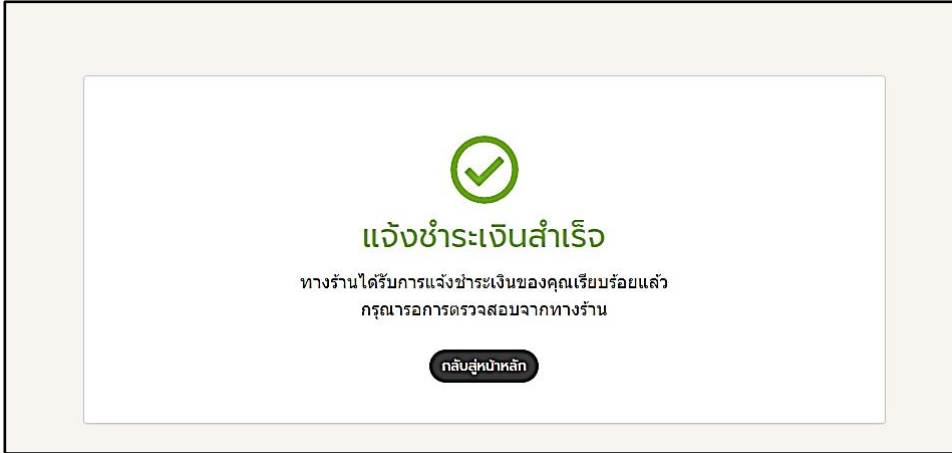 แจ้งชำระเงินสำเร็จ
ทางร้านได้รับการแจ้งชำระเงินของคุณเรียบร้อยแล้ว
กรุณารอการตรวจสอบจากทางร้าน
กลับสู่หน้าหลัก